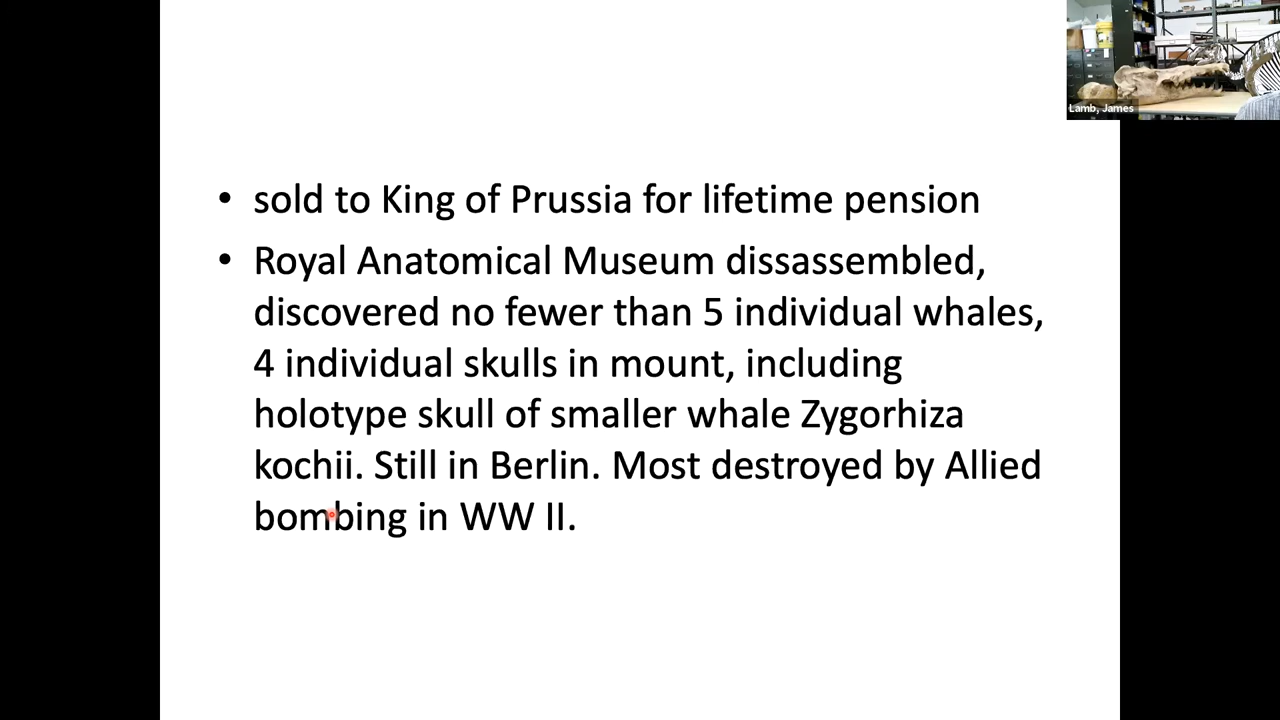 Lamb, James
• sold to King of Prussia for lifetime pension
• Royal Anatomical Museum dissassembled,
discovered no fewer than 5 individual whales,
4 individual skulls in mount, including
holotype skull of smaller whale Zygorhiza
kochii. Still in Berlin. Most destroyed by Allied
bombing in WW II.